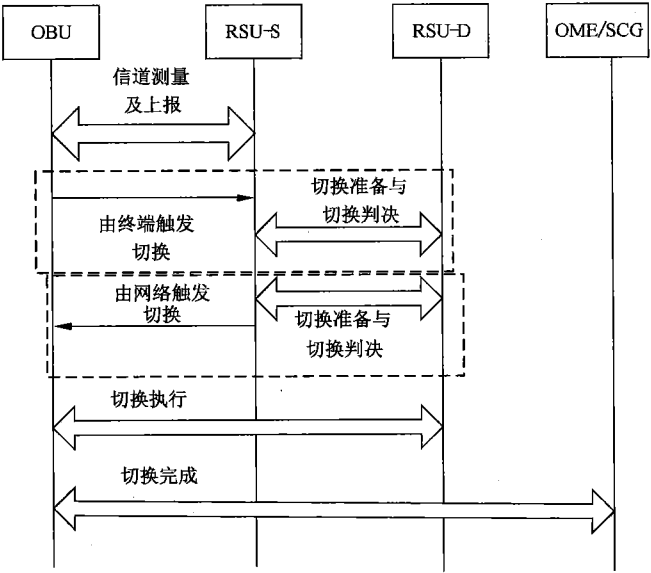 OBU
RSU-S
RSU-D
OME/SCG
信道测量
及上报
切换准备与
切换判决
由终端触发
切换
由网络触发
切换
切换准备与
切换判决
切换执行
切换完成